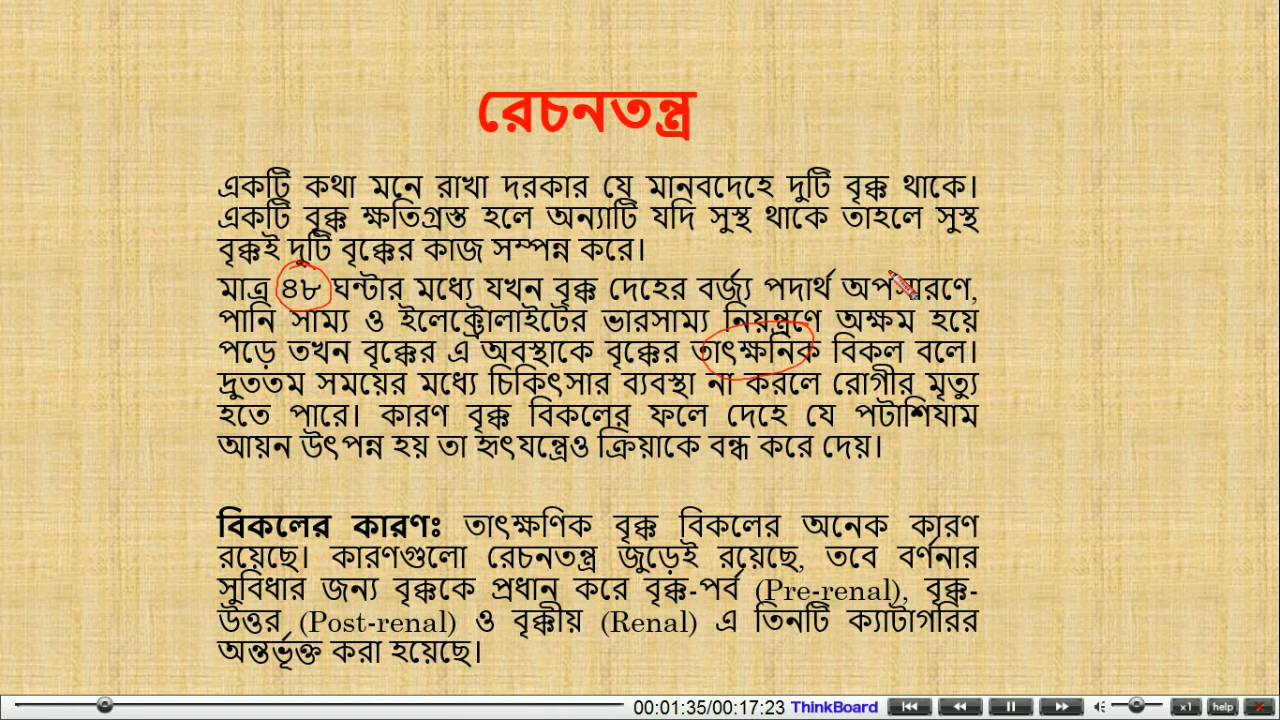 রেচনতন্ত্র
একটি কথা মনে রাখা দরকার যে মানবদেহে দুটি বৃক্ক থাকে।
একটি বৃক্ক ক্ষতিগ্রস্ত হলে অন্যাটি যদি সুস্থ থাকে তাহলে সুস্থ
বৃক্কই দুটি বৃক্কের কাজ সম্পন্ন করে।
মাত্র ৪৮ ঘন্টার মধ্যে যখন বৃক্ক দেহের বর্জ্য পদার্থ অপসারণে,
পানি সাম্য ও ইলেক্ট্রোলাইটের ভারসাম্য নিয়ন্ত্রণে অক্ষম হয়ে
পড়ে তখন বৃক্কের এ অবস্থাকে বৃক্কের তাৎক্ষনিক বিকল বলে।
দ্রুততম সময়ের মধ্যে চিকিৎসার ব্যবস্থা না করলে রোগীর মৃত্যু
হতে পারে। কারণ বৃক্ক বিকলের ফলে দেহে যে পটাশিযাম
আয়ন উৎপন্ন হয় তা হৃৎযন্ত্রেও ক্রিয়াকে বন্ধ করে দেয়।
বিকলের কারণঃ তাৎক্ষণিক বৃক্ক বিকলের অনেক কারণ
রয়েছে। কারণগুলো রেচনতন্ত্র জুড়েই রয়েছে, তবে বর্ণনার
সুবিধার জন্য বৃক্ককে প্রধান করে বৃক্ক-পর্ব (Pre-renal), বৃক্ক-
উত্তর (Post-renal) ও বৃক্কীয় (Renal) এ তিনটি ক্যাটাগরির
অন্তর্ভূক্ত করা হয়েছে।
00:01:35/00:17:23 ThinkBoard x1 help